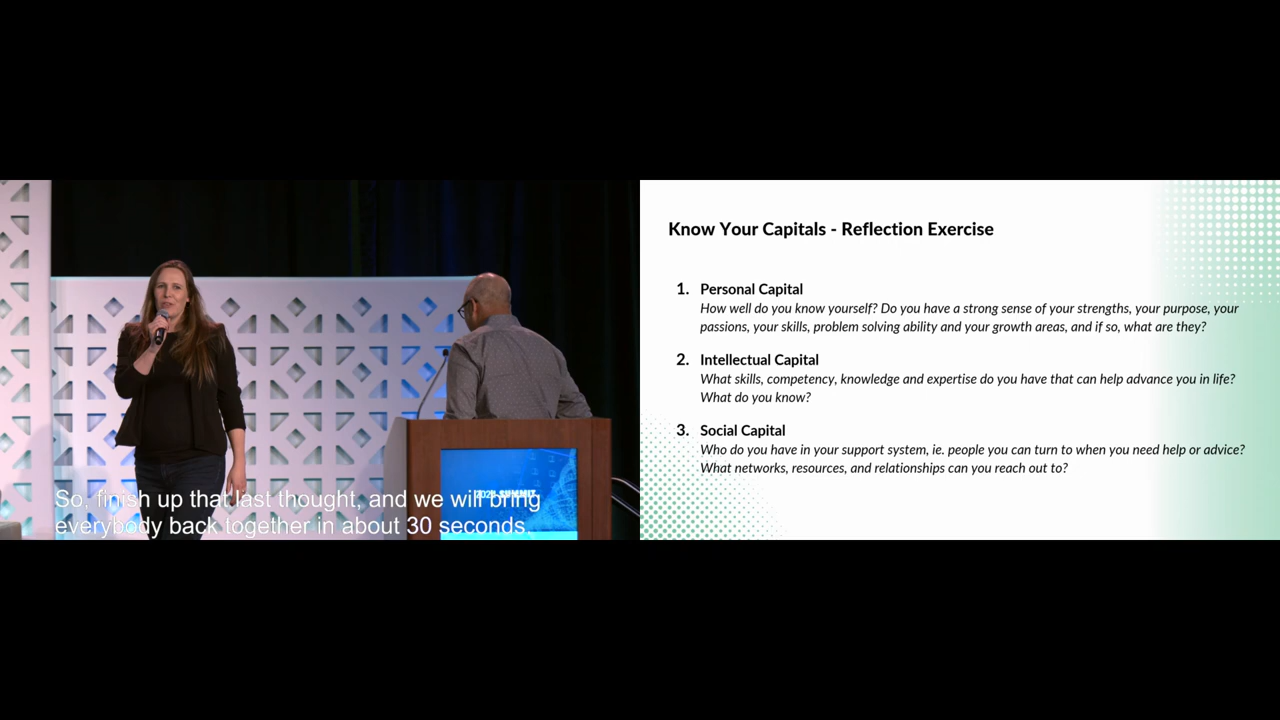 So, finish up that last thought, and we will bring
everybody back together in about 30 seconds.
SUMMIT
Know Your Capitals - Reflection Exercise
1. Personal Capital
How well do you know yourself? Do you have a strong sense of your strengths, your purpose, your
passions, your skills, problem solving ability and your growth areas, and if so, what are they?
2. Intellectual Capital
What skills, competency, knowledge and expertise do you have that can help advance you in life?
What do you know?
3. Social Capital
Who do you have in your support system, ie. people you can turn to when you need help or advice?
What networks, resources, and relationships can you reach out to?